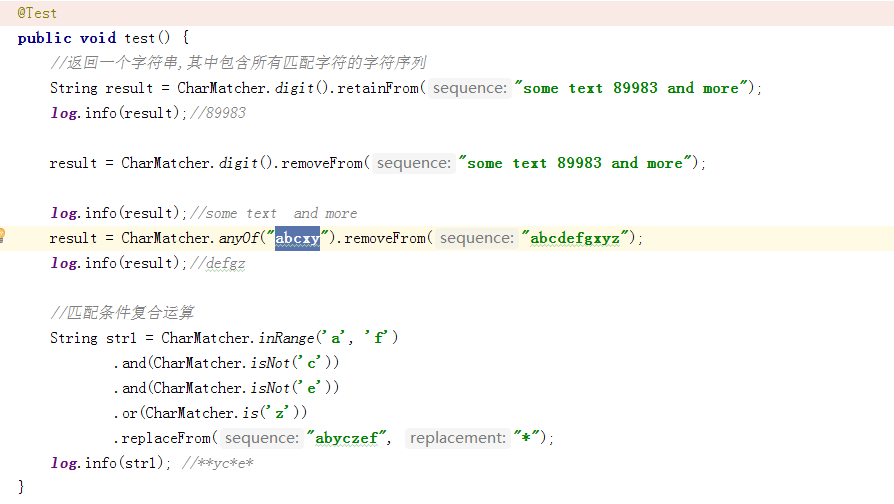 @Test
public void test() {
//返回一个字符串,其中包含所有匹配字符的字符序列
String result = CharMatcher.digit().retainFrom( sequence: "some text 89983 and more");
log.info(result);//89983
result = CharMatcher.digit().removeFrom( sequence: "some text 89983 and more");
log.info(result);//some text  and more
result = CharMatcher.anyOf("abcxy").removeFrom( sequence: "abcdefgxyz");
log.info(result);//defgz
//匹配条件复合运算
String str1 = CharMatcher.inRange('a', 'f')
.and(CharMatcher.isNot('c'))
.and(CharMatcher.isNot('e'))
.or(CharMatcher.is('z'))
.replaceFrom( sequence: "abyczef", replacement: "*");
log.info(str1); //**yc*e*
}